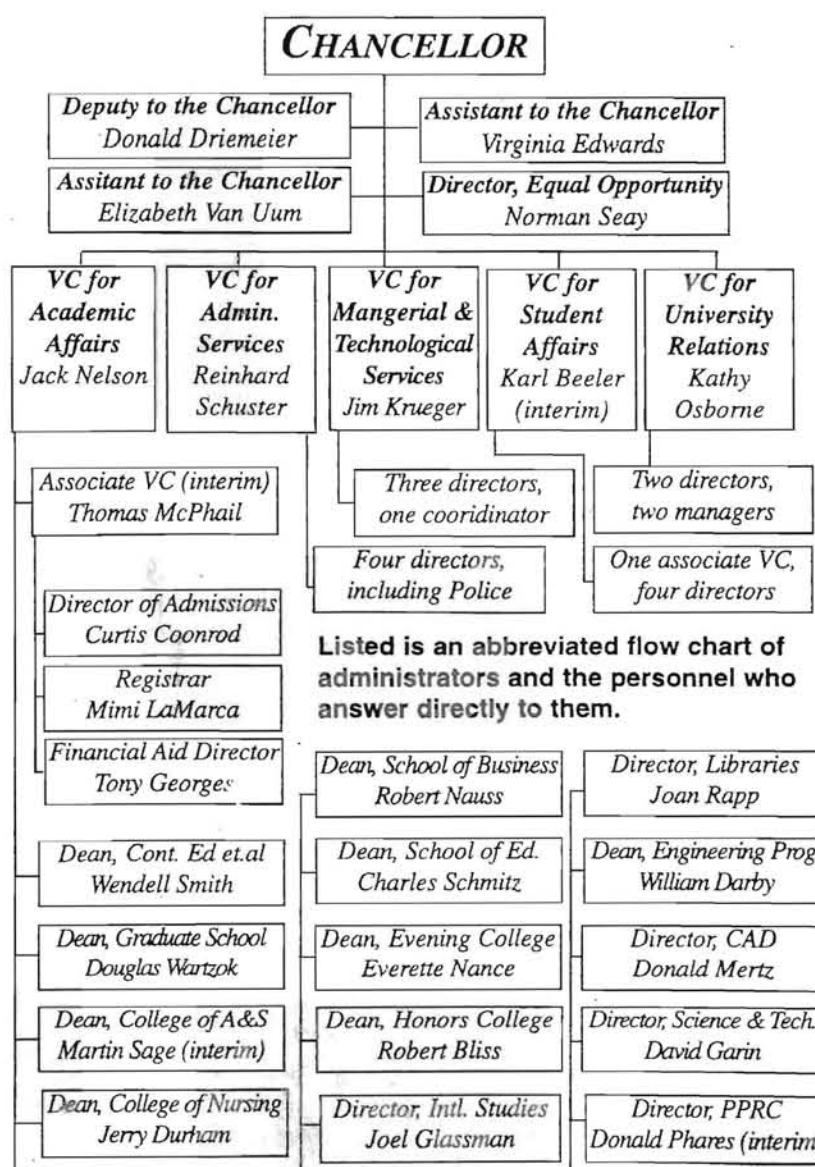 CHANCELLOR
Deputy to the Chancellor
Donald Driemeier
Assistant to the Chancellor
Virginia Edwards
Assitant to the Chancellor
Elizabeth Van Uum
Director, Equal Opportunity
Norman Seay
VC for
Academic
Affairs
Jack Nelson
VC for
Admin.
Services
Reinhard
Schuster
VC for
Mangerial &
Technological
Services
Jim Krueger
VC for
Student
Affairs
Karl Beeler
(interim)
VC for
University
Relations
Kathy
Osborne
Associate VC (interim)
Thomas McPhail
Three directors,
one cooridinator
Two directors,
two managers
Four directors,
including Police
One associate VC,
four directors
Director of Admissions
Curtis Coonrod
Registrar
Mimi LaMarca
Financial Aid Director
Tony Georges
Listed is an abbreviated flow chart of
administrators and the personnel who
answer directly to them.
Dean, Cont. Ed et.al
Wendell Smith
Dean, Graduate School
Douglas Wartzok
Dean, College of A&S
Martin Sage (interim)
Dean, College of Nursing
Jerry Durham
Dean, School of Business
Robert Nauss
Dean, School of Ed.
Charles Schmitz
Dean, Evening College
Everette Nance
Dean, Honors College
Robert Bliss
Director, Intl. Studies
Joel Glassman
Director, Libraries
Joan Rapp
Dean, Engineering Prog
William Darby
Director, CAD
Donald Mertz
Director, Science & Tech.
David Garin
Director, PPRC
Donald Phares (interim